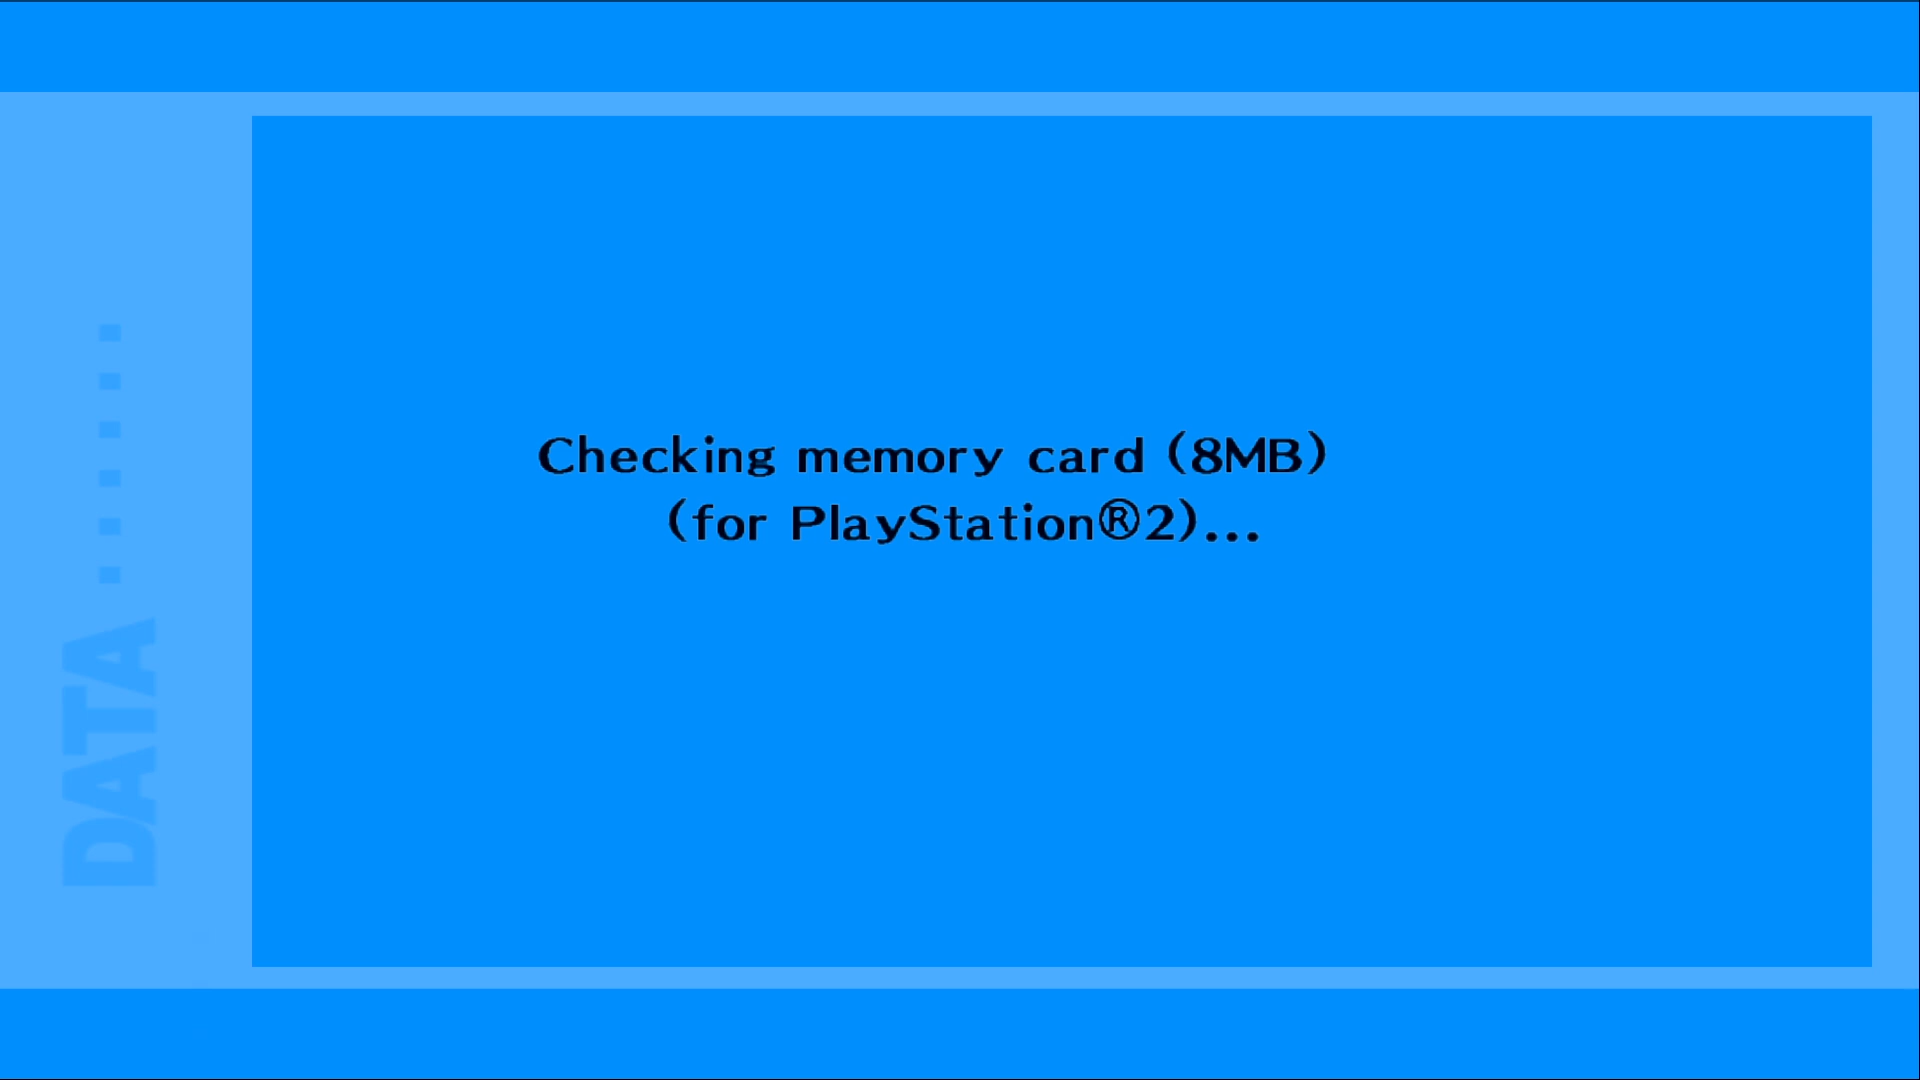 Checking memory card (8MB)
(for PlayStation®2)...
DATA ......